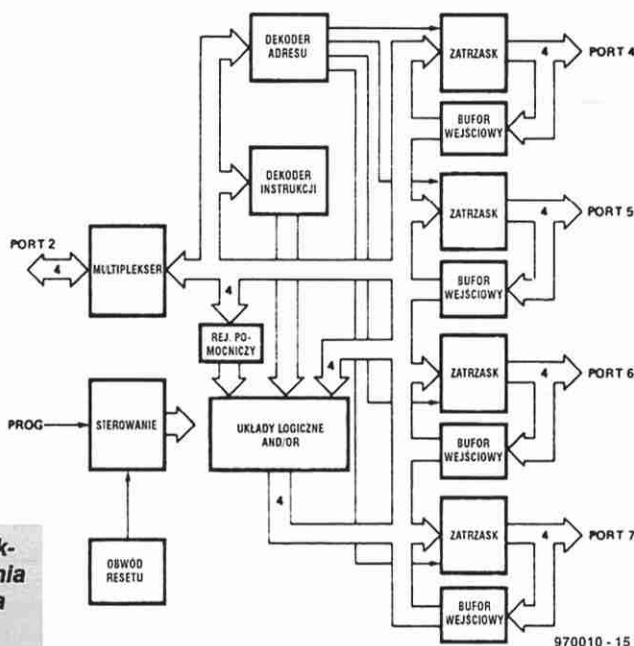 DEKODER
ADRESU
ZATRZASK
4
PORT 4
BUFOR
WEJŚCIOWY
DEKODER
INSTRUKCJI
ZATRZASK
4
PORT 5
PORT 2
4
MULTIPLEKSER
BUFOR
WEJŚCIOWY
4
REJ. PO-
MOCNICZY
4
ZATRZASK
4
PORT 6
PROG
STEROWANIE
UKŁADY LOGICZNE
AND/OR
BUFOR
WEJŚCIOWY
4
ZATRZASK
4
PORT 7
OBWÓD
RESETU
BUFOR
WEJŚCIOWY
k-
nia
a
970010 - 15